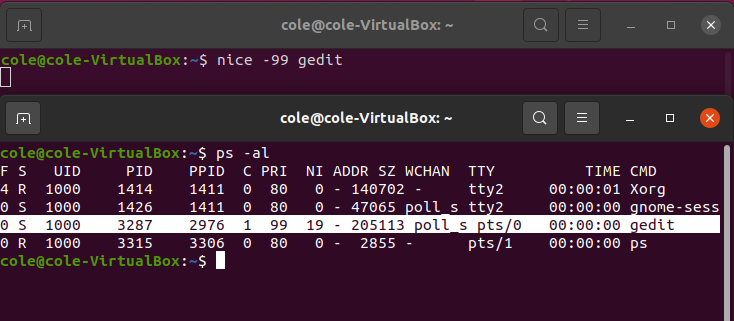 cole@cole-VirtualBox: ~
cole@cole-VirtualBox:~$ nice -99 gedit
cole@cole-VirtualBox: ~
cole@cole-VirtualBox:~$ ps -al
F S   UID     PID    PPID  C PRI  NI ADDR SZ WCHAN  TTY          TIME CMD
4 R  1000    1414    1411  0  80   0 - 140702 -     tty2     00:00:01 Xorg
0 S  1000    1426    1411  0  80   0 - 47065 poll_s tty2     00:00:00 gnome-sess
0 S  1000    3287    2976  1  99  19 - 205113 poll_s pts/0   00:00:00 gedit
0 R  1000    3315    3306  0  80   0 -  2855 -      pts/1    00:00:00 ps
cole@cole-VirtualBox:~$